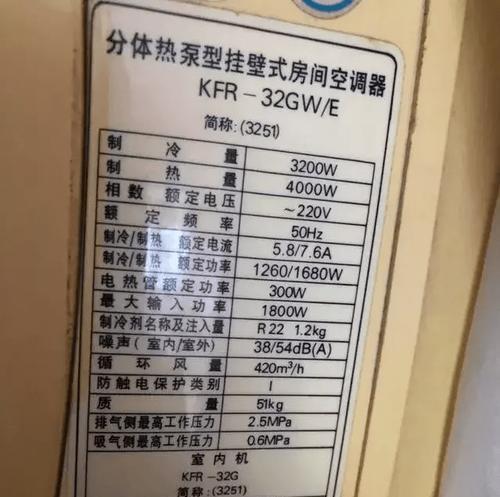 分体热泵型挂壁式房间空调器
KFR-32GW/E
简称:(3251)
制冷量 3200W
制热量 4000W
相数 额定电压 ~220V
额定频率 50Hz
制冷/制热 额定电流 5.8/7.6A
制冷/制热 额定功率 1260/1680W
电热管额定功率 300W
最大输入功率 1800W
制冷剂名称及注入量 R22 1.2kg
噪声(室内/室外) 38/54dB(A)
循环风量 420m³/h
防触电保护类别 I
质量 51kg
排气侧最高工作压力 2.5MPa
吸气侧最高工作压力 0.6MPa
室内机
KFR-32G
简称:(3251)